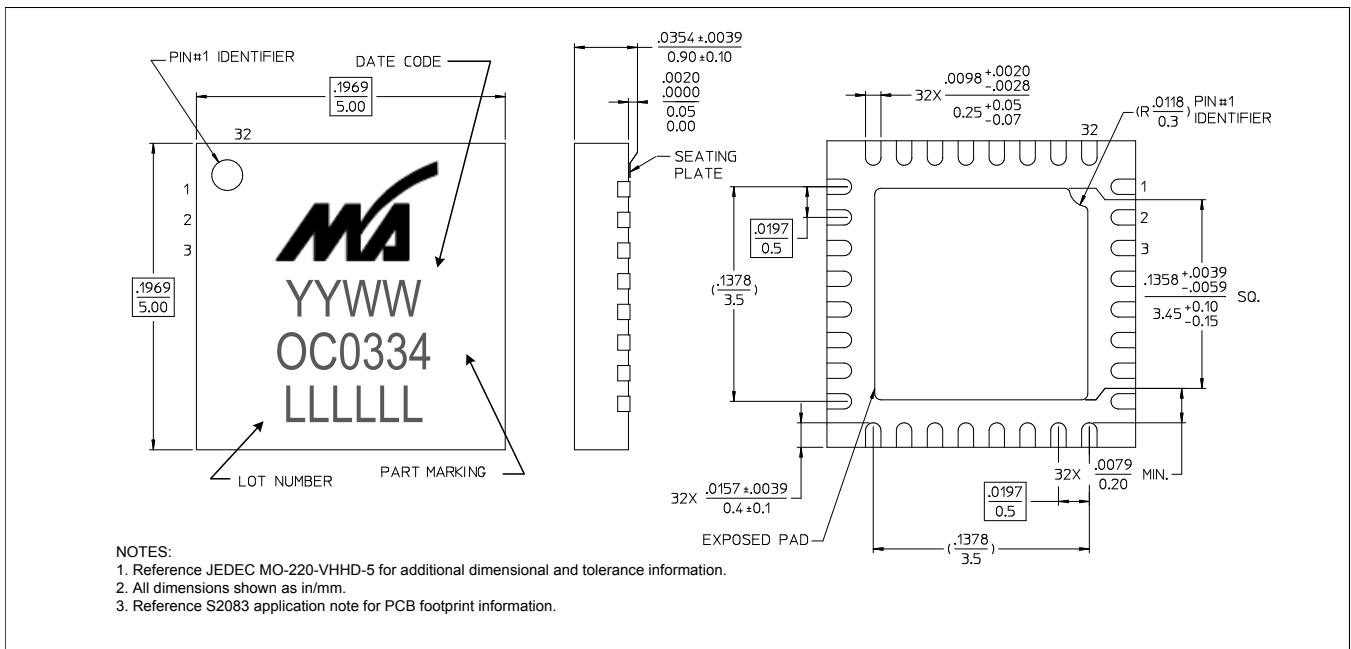 PIN#1 IDENTIFIER
DATE CODE
.1969
5.00
32
1
2
3
.1969
5.00
MA
YYWW
OC0334
LLLLLL
LOT NUMBER
PART MARKING
.0354 ±.0039
0.90 ±0.10
.0020
.0000
0.05
0.00
SEATING
PLATE
32X .0098 +.0020 -.0028
0.25 +0.05 -0.07
32
(R .0118 / 0.3) PIN#1
IDENTIFIER
1
2
3
.0197
0.5
(.1378 / 3.5)
.1358 +.0039 -.0059
3.45 +0.10 -0.15
SQ.
32X .0157 ±.0039
0.4 ±0.1
EXPOSED PAD
32X .0079 MIN.
0.20
.0197
0.5
(.1378 / 3.5)
NOTES:
1. Reference JEDEC MO-220-VHHD-5 for additional dimensional and tolerance information.
2. All dimensions shown as in/mm.
3. Reference S2083 application note for PCB footprint information.